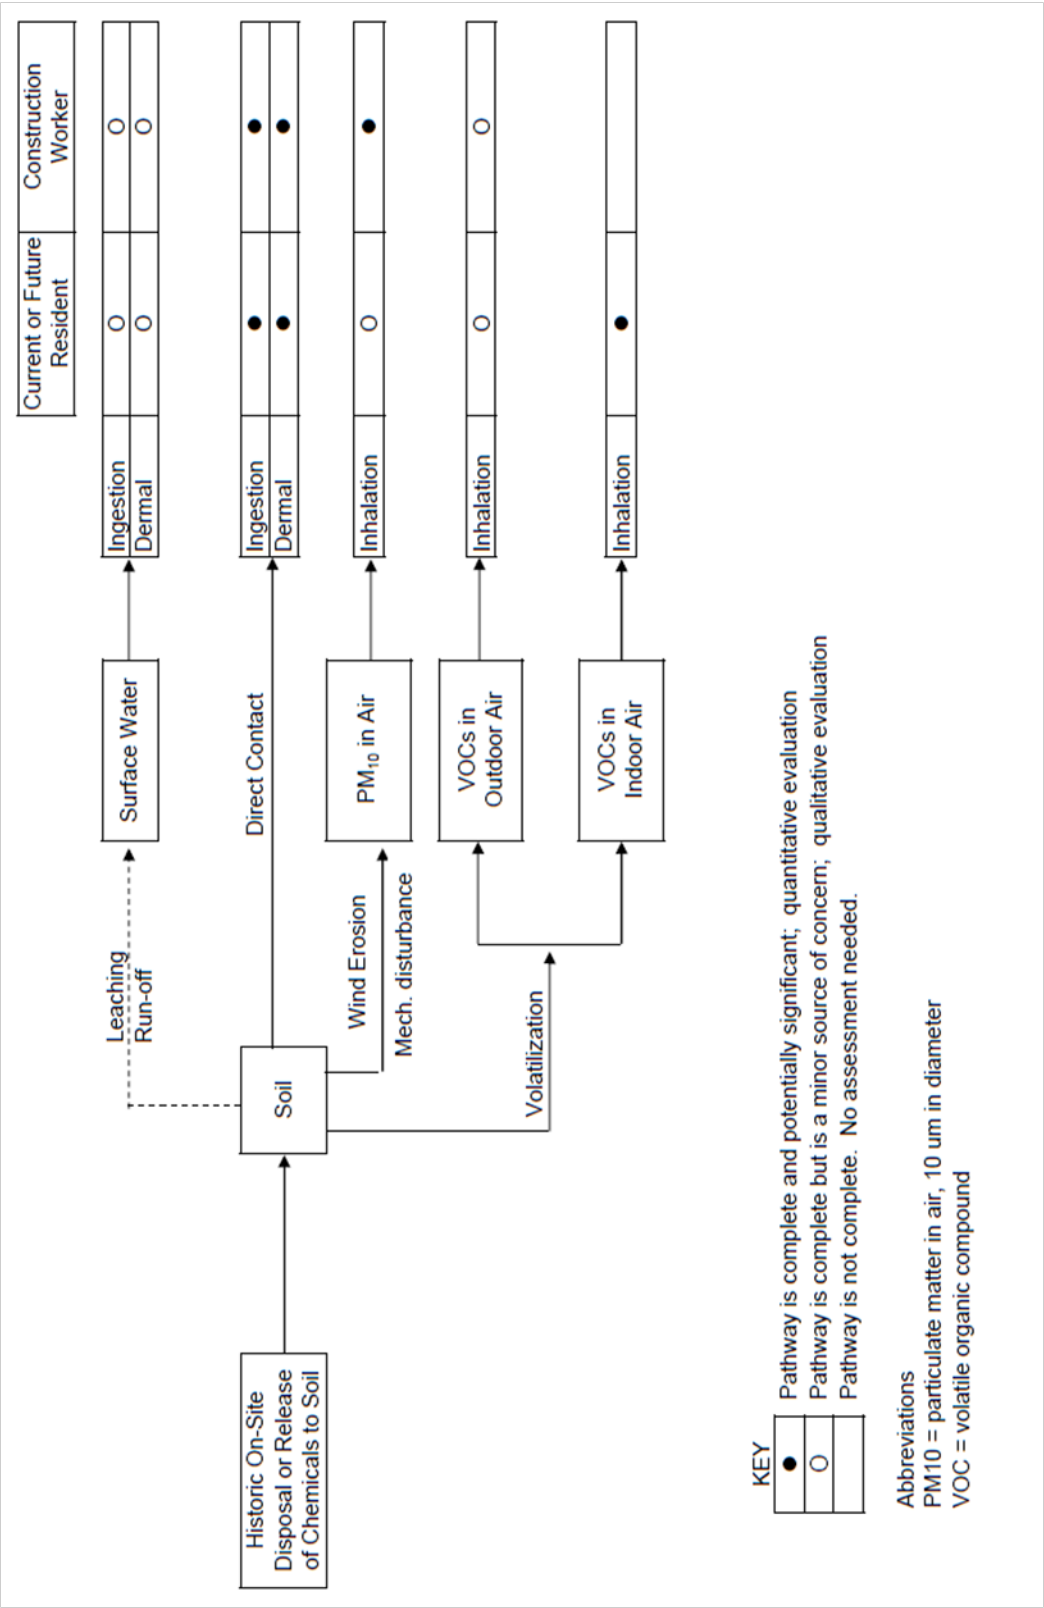 Current or Future
Resident
Construction
Worker
Leaching
Run-off
Surface Water
Ingestion
Dermal
Historic On-Site
Disposal or Release
of Chemicals to Soil
Soil
Direct Contact
Ingestion
Dermal
Wind Erosion
Mech. disturbance
PM10 in Air
Inhalation
Volatilization
VOCs in
Outdoor Air
Inhalation
VOCs in
Indoor Air
Inhalation
KEY
Pathway is complete and potentially significant; quantitative evaluation
Pathway is complete but is a minor source of concern; qualitative evaluation
Pathway is not complete. No assessment needed.
Abbreviations
PM10 = particulate matter in air, 10 um in diameter
VOC = volatile organic compound